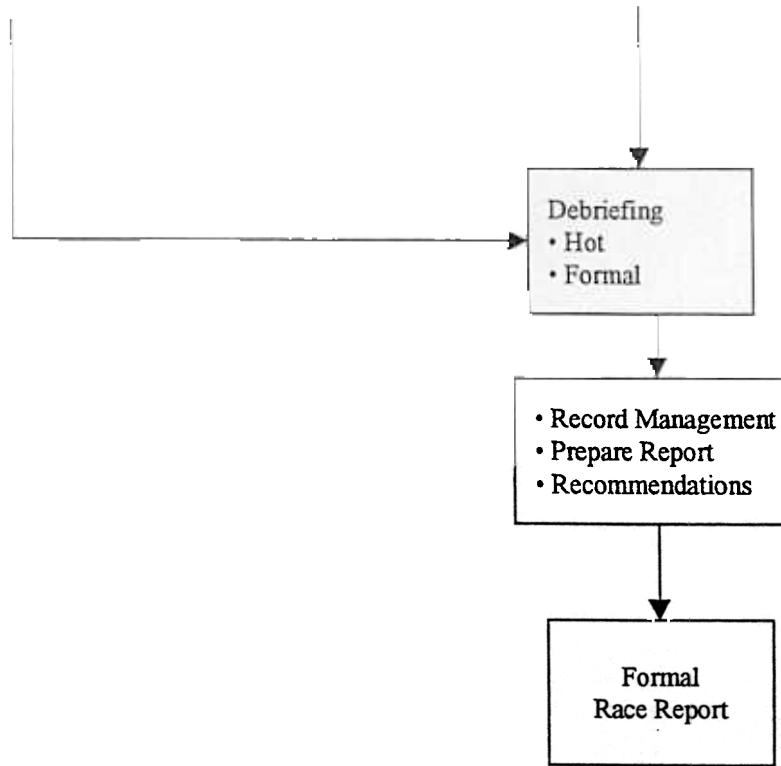 Debriefing
• Hot
• Formal
• Record Management
• Prepare Report
• Recommendations
Formal
Race Report